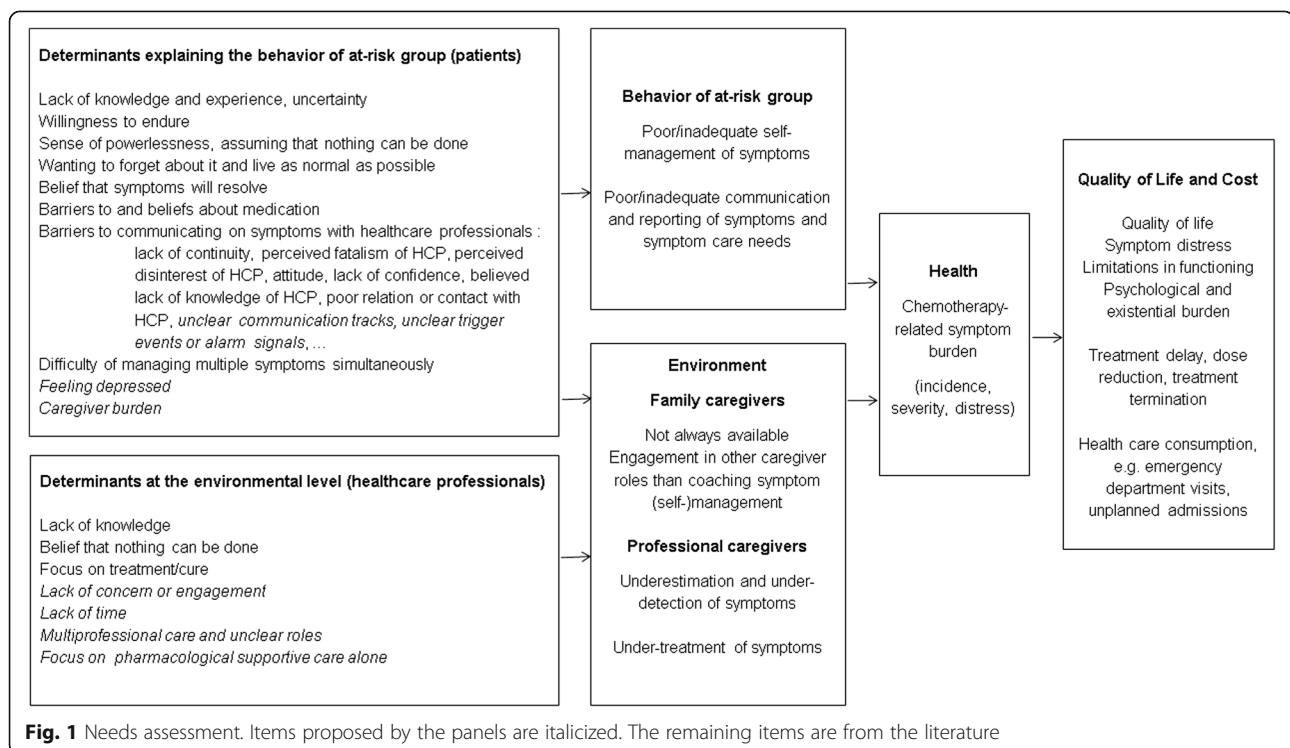 Determinants explaining the behavior of at-risk group (patients)
Lack of knowledge and experience, uncertainty
Willingness to endure
Sense of powerlessness, assuming that nothing can be done
Wanting to forget about it and live as normal as possible
Belief that symptoms will resolve
Barriers to and beliefs about medication
Barriers to communicating on symptoms with healthcare professionals :
lack of continuity, perceived fatalism of HCP, perceived
disinterest of HCP, attitude, lack of confidence, believed
lack of knowledge of HCP, poor relation or contact with
HCP, unclear communication tracks, unclear trigger
events or alarm signals, ...
Difficulty of managing multiple symptoms simultaneously
Feeling depressed
Caregiver burden
Determinants at the environmental level (healthcare professionals)
Lack of knowledge
Belief that nothing can be done
Focus on treatment/cure
Lack of concern or engagement
Lack of time
Multiprofessional care and unclear roles
Focus on pharmacological supportive care alone
Behavior of at-risk group
Poor/inadequate self-
management of symptoms
Poor/inadequate communication
and reporting of symptoms and
symptom care needs
Environment
Family caregivers
Not always available
Engagement in other caregiver
roles than coaching symptom
(self-)management
Professional caregivers
Underestimation and under-
detection of symptoms
Under-treatment of symptoms
Health
Chemotherapy-
related symptom
burden
(incidence,
severity, distress)
Quality of Life and Cost
Quality of life
Symptom distress
Limitations in functioning
Psychological and
existential burden
Treatment delay, dose
reduction, treatment
termination
Health care consumption,
e.g. emergency
department visits,
unplanned admissions
Fig. 1 Needs assessment. Items proposed by the panels are italicized. The remaining items are from the literature